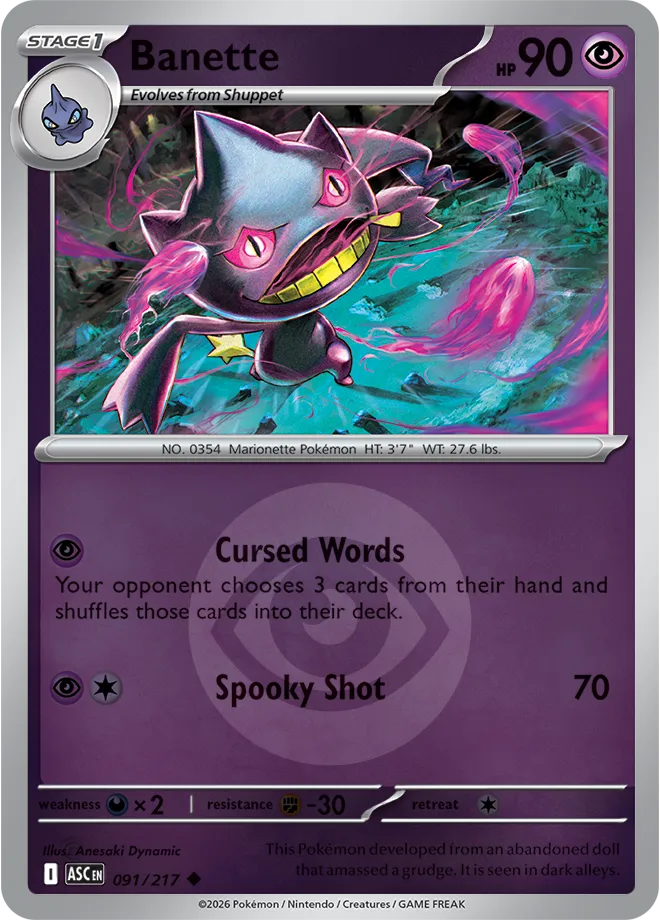 STAGE1
Banette
HP 90
Evolves from Shuppet
NO. 0354 Marionette Pokémon HT: 3'7" WT: 27.6 lbs.
Cursed Words
Your opponent chooses 3 cards from their hand and
shuffles those cards into their deck.
Spooky Shot 70
weakness ×2 resistance -30 retreat
Illus. Anesaki Dynamic
This Pokémon developed from an abandoned doll
that amassed a grudge. It is seen in dark alleys.
I ASC EN 091/217
©2026 Pokémon / Nintendo / Creatures / GAME FREAK